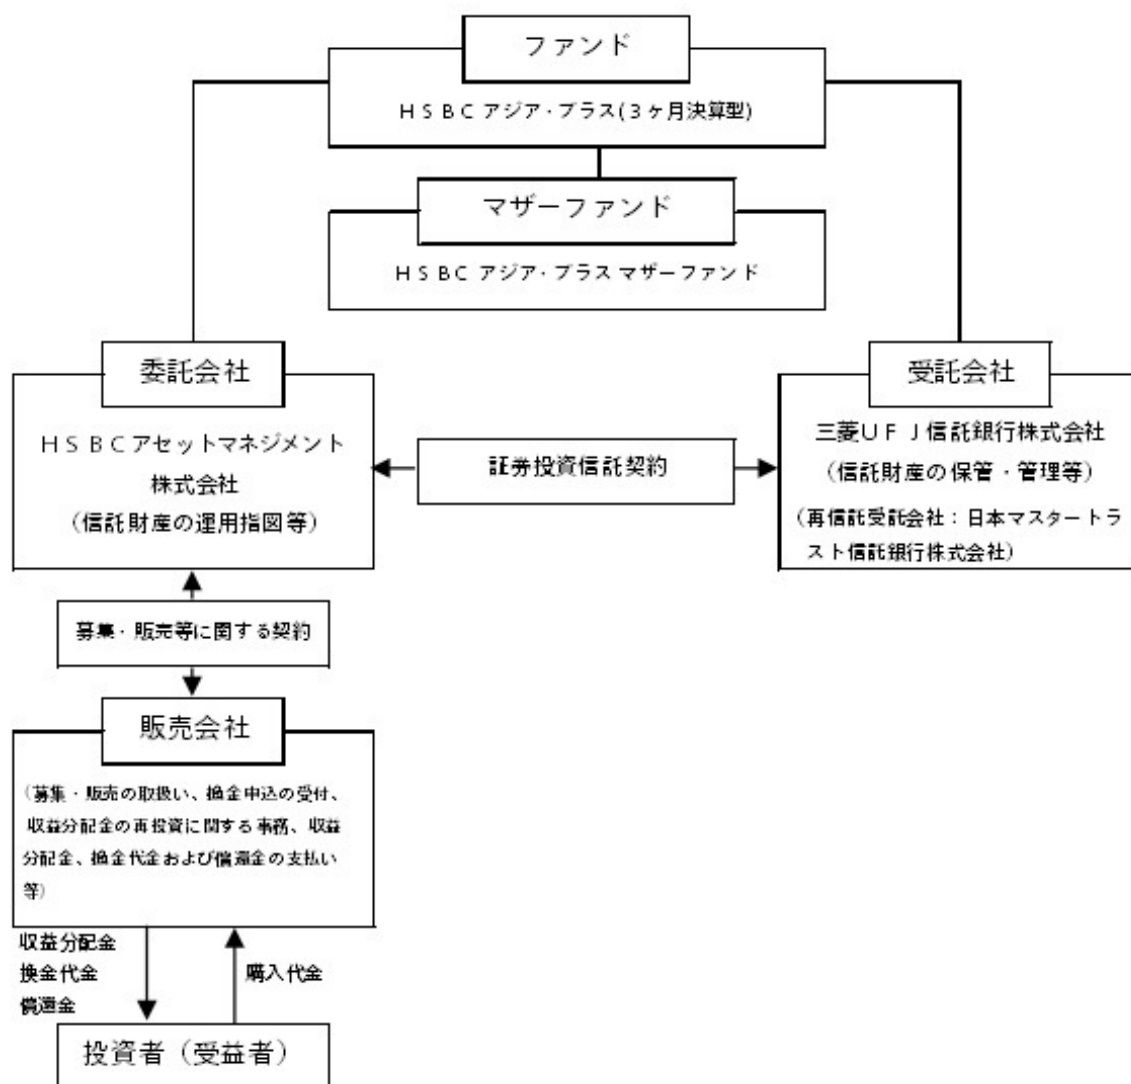 ファンド
ＨＳＢＣ アジア・プラス(３ヶ月決算型)
マザーファンド
ＨＳＢＣ アジア・プラス マザーファンド
委託会社
ＨＳＢＣアセットマネジメント
株式会社
（信託財産の運用指図等）
証券投資信託契約
受託会社
三菱ＵＦＪ信託銀行株式会社
（信託財産の保管・管理等）
（再信託受託会社：日本マスタートラ
スト信託銀行株式会社）
募集・販売等に関する契約
販売会社
（募集・販売の取扱い、換金申込の受付、
収益分配金の再投資に関する事務、収益
分配金、換金代金および償還金の支払い
等）
収益分配金
換金代金
償還金
購入代金
投資者（受益者）